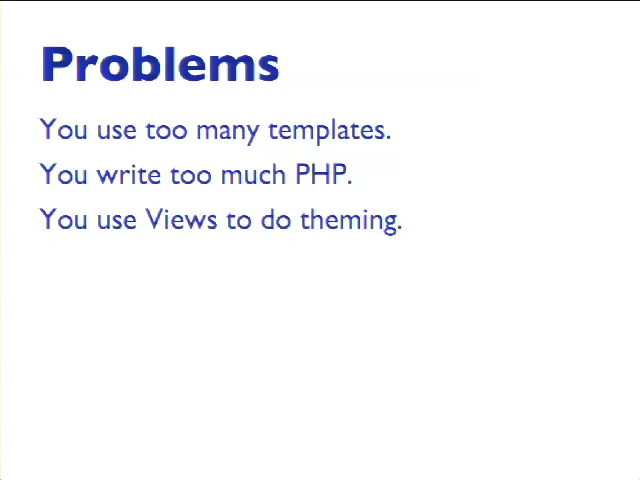 Problems
You use too many templates.
You write too much PHP.
You use Views to do theming.